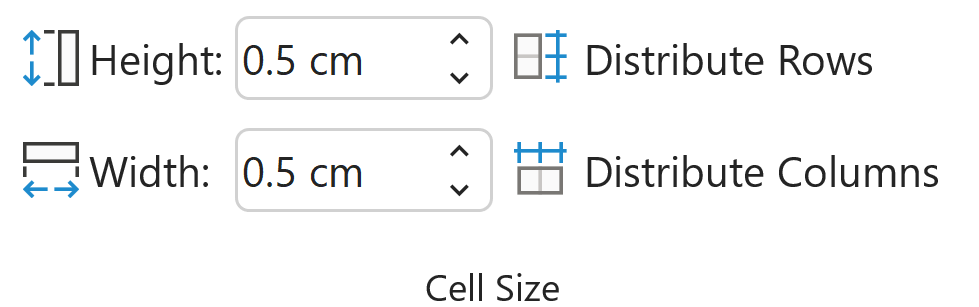 Height: 0.5 cm Distribute Rows
Width: 0.5 cm Distribute Columns
Cell Size